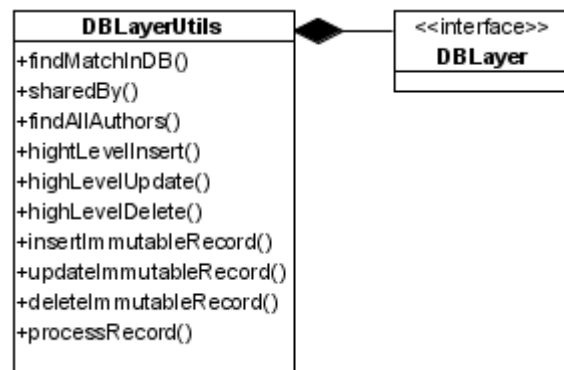 DBLayerUtils
+findMatchInDB()
+sharedBy()
+findAllAuthors()
+hightLevelInsert()
+highLevelUpdate()
+highLevelDelete()
+insertImmutableRecord()
+updateImmutableRecord()
+deleteImmutableRecord()
+processRecord()
<<interface>>
DBLayer